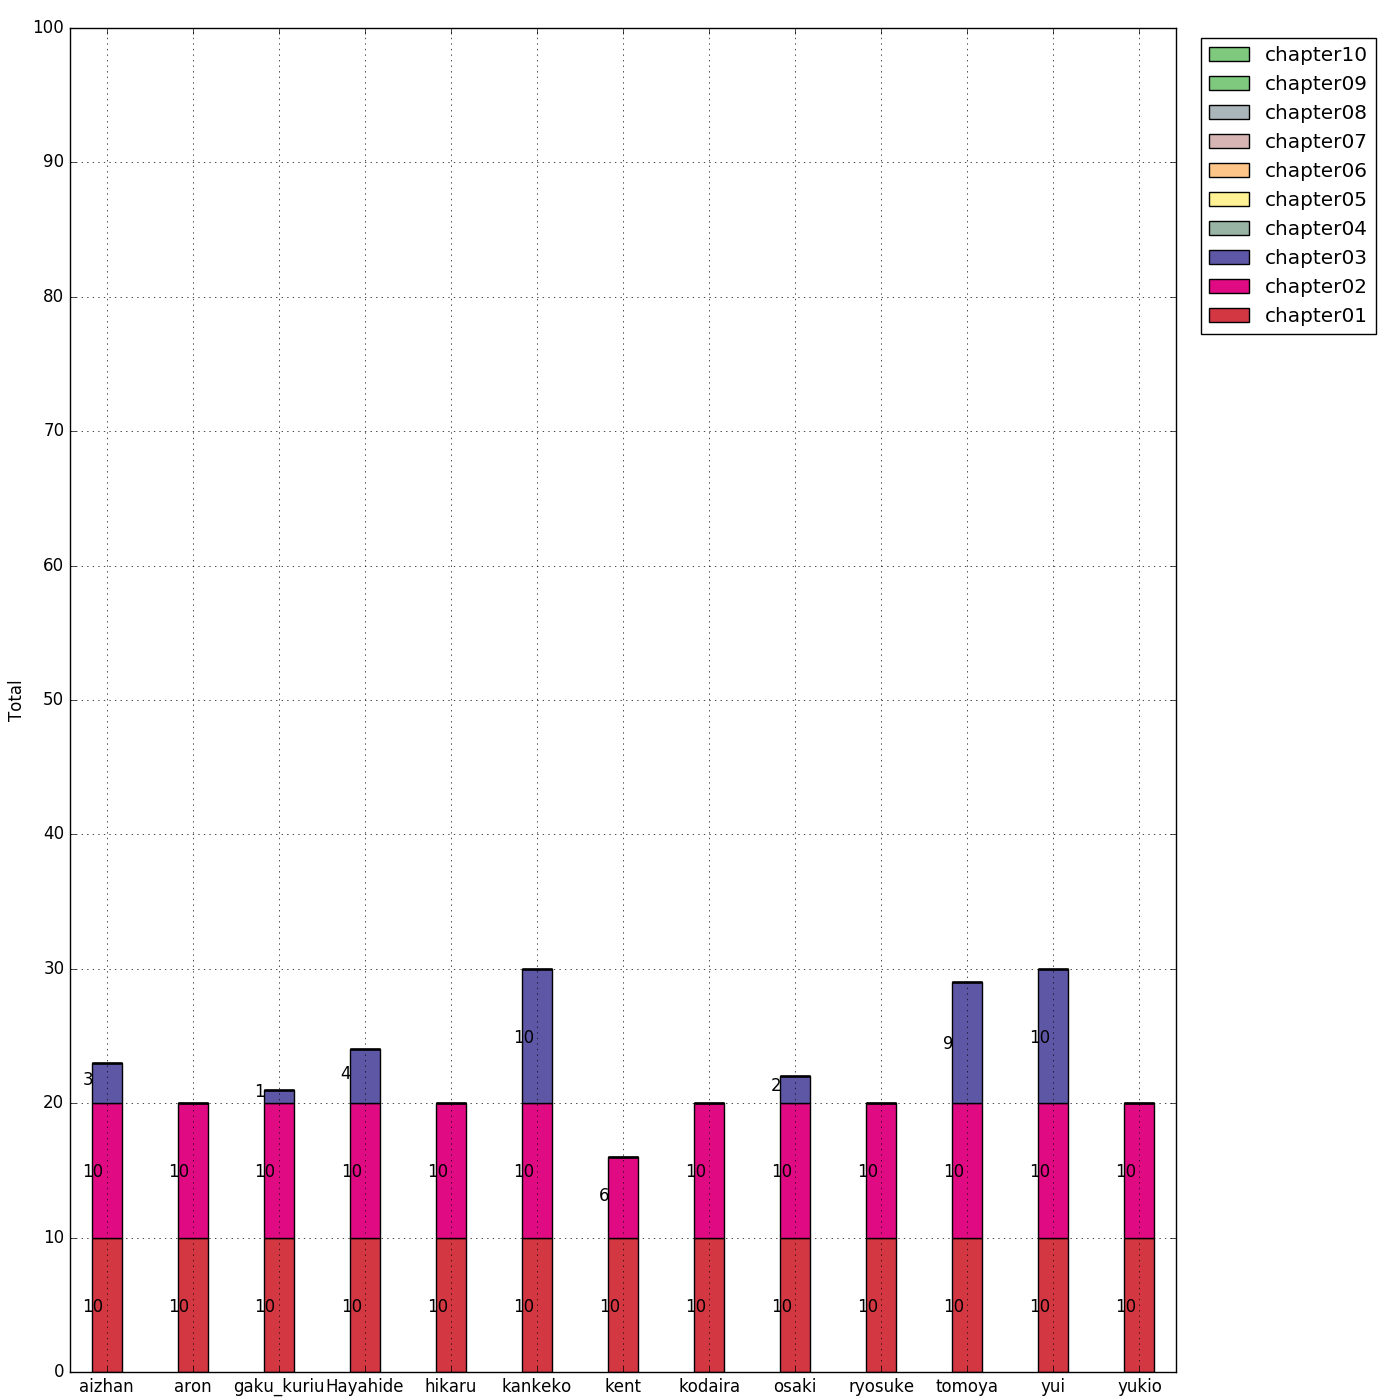 100
90
80
70
60
50
40
30
20
10
0
Total
chapter10
chapter09
chapter08
chapter07
chapter06
chapter05
chapter04
chapter03
chapter02
chapter01
10 10
9
4
3 1 2
10 10 10 10 10 10 10 10 10 10 10 10
6
10 10 10 10 10 10 10 10 10 10 10 10 10
aizhan aron gaku_kuriu Hayahide hikaru kankeko kent kodaira osaki ryosuke tomoya yui yukio